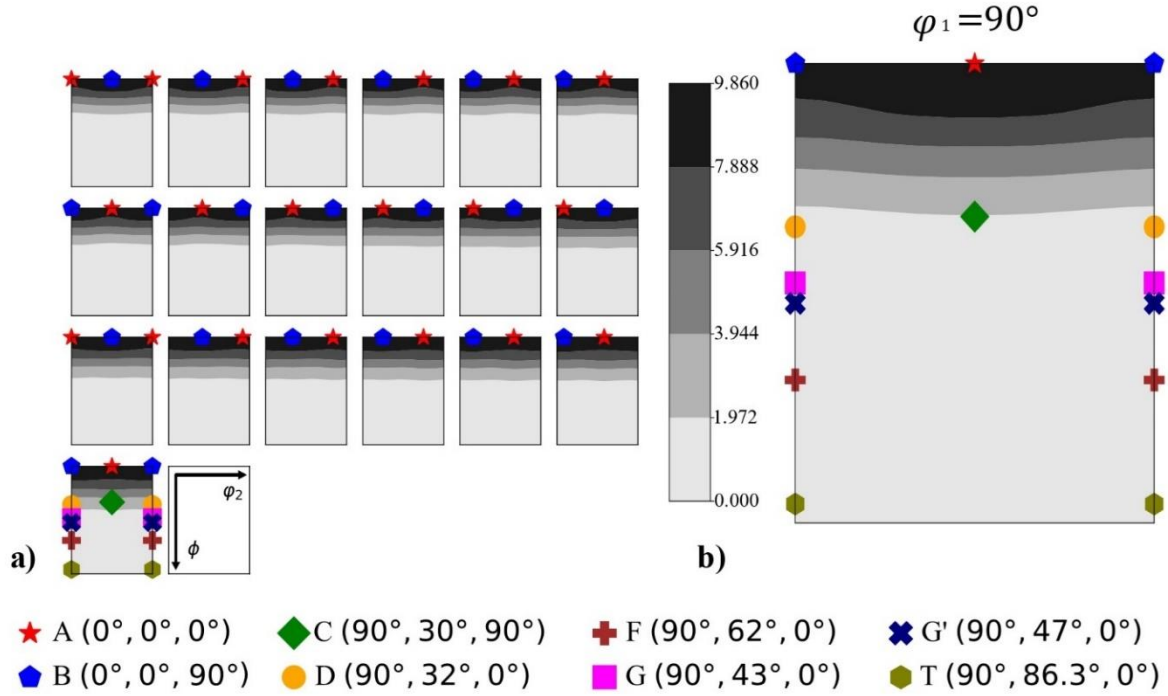 φ₁ =90°
9.860
7.888
5.916
3.944
1.972
0.000
φ₂
ϕ
a)
b)
A (0°, 0°, 0°)
C (90°, 30°, 90°)
F (90°, 62°, 0°)
G' (90°, 47°, 0°)
B (0°, 0°, 90°)
D (90°, 32°, 0°)
G (90°, 43°, 0°)
T (90°, 86.3°, 0°)